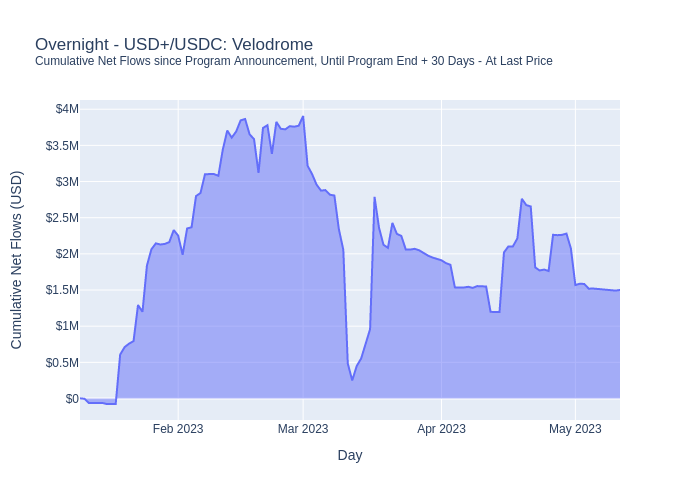 Overnight - USD+/USDC: Velodrome
Cumulative Net Flows since Program Announcement, Until Program End + 30 Days - At Last Price
$4M
$3.5M
$3M
$2.5M
$2M
$1.5M
$1M
$0.5M
$0
Cumulative Net Flows (USD)
Feb 2023
Mar 2023
Apr 2023
May 2023
Day